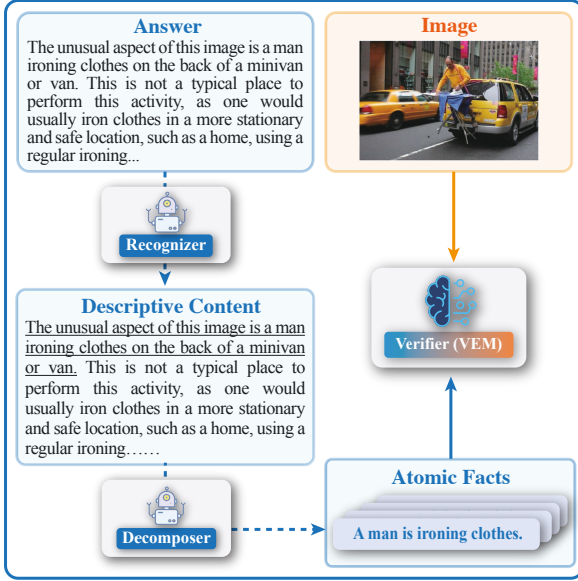 Answer
The unusual aspect of this image is a man
ironing clothes on the back of a minivan
or van. This is not a typical place to
perform this activity, as one would
usually iron clothes in a more stationary
and safe location, such as a home, using a
regular ironing...
Recognizer
Descriptive Content
The unusual aspect of this image is a man
ironing clothes on the back of a minivan
or van. This is not a typical place to
perform this activity, as one would
usually iron clothes in a more stationary
and safe location, such as a home, using a
regular ironing……
Decomposer
Image
Verifier (VEM)
Atomic Facts
A man is ironing clothes.